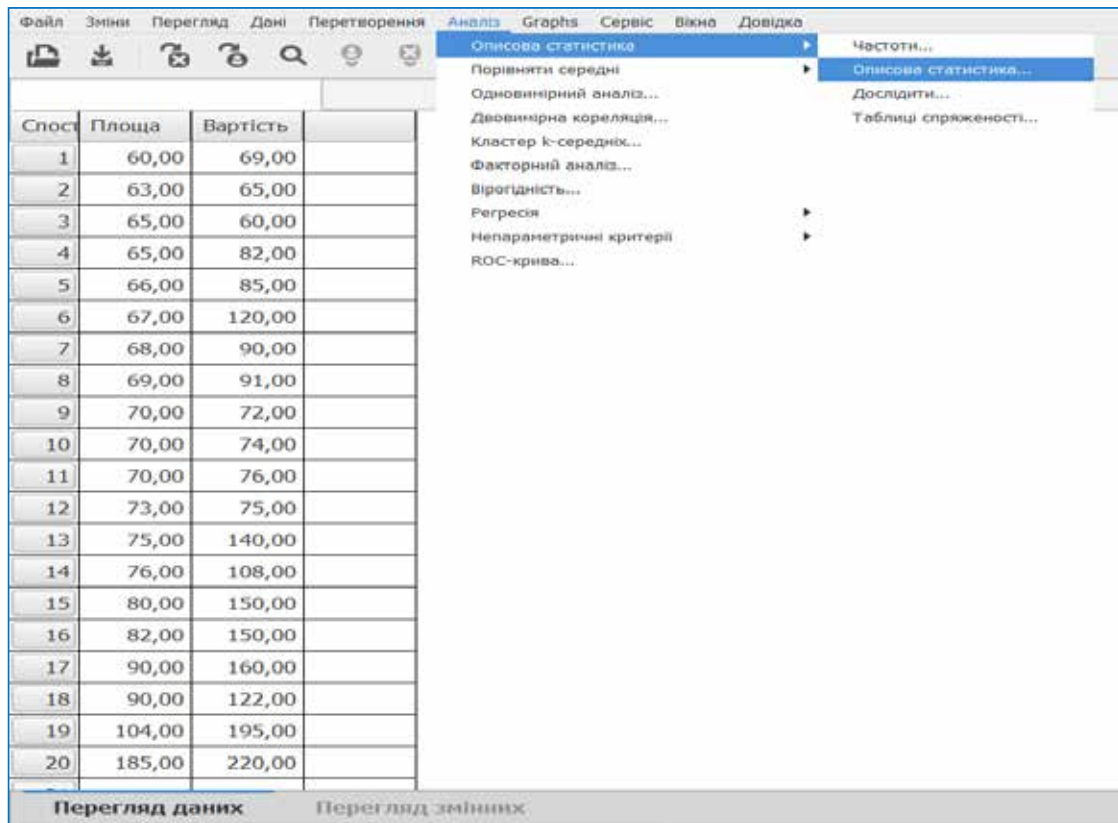 Файл Зміни Перегляд Дані Перетворення Аналіз Graphs Сервіс Вікна Довідка
Описова статистика
Порівняти середні
Одновимірний аналіз...
Двовимірна кореляція...
Кластер k-середніх...
Факторний аналіз...
Вірогідність...
Регресія
Непараметричні критерії
ROC-крива...
Частоти...
Описова статистика...
Дослідити...
Таблиці спряженості...
Спост Площа Вартість
1 60,00 69,00
2 63,00 65,00
3 65,00 60,00
4 65,00 82,00
5 66,00 85,00
6 67,00 120,00
7 68,00 90,00
8 69,00 91,00
9 70,00 72,00
10 70,00 74,00
11 70,00 76,00
12 73,00 75,00
13 75,00 140,00
14 76,00 108,00
15 80,00 150,00
16 82,00 150,00
17 90,00 160,00
18 90,00 122,00
19 104,00 195,00
20 185,00 220,00
Перегляд даних Перегляд змінних